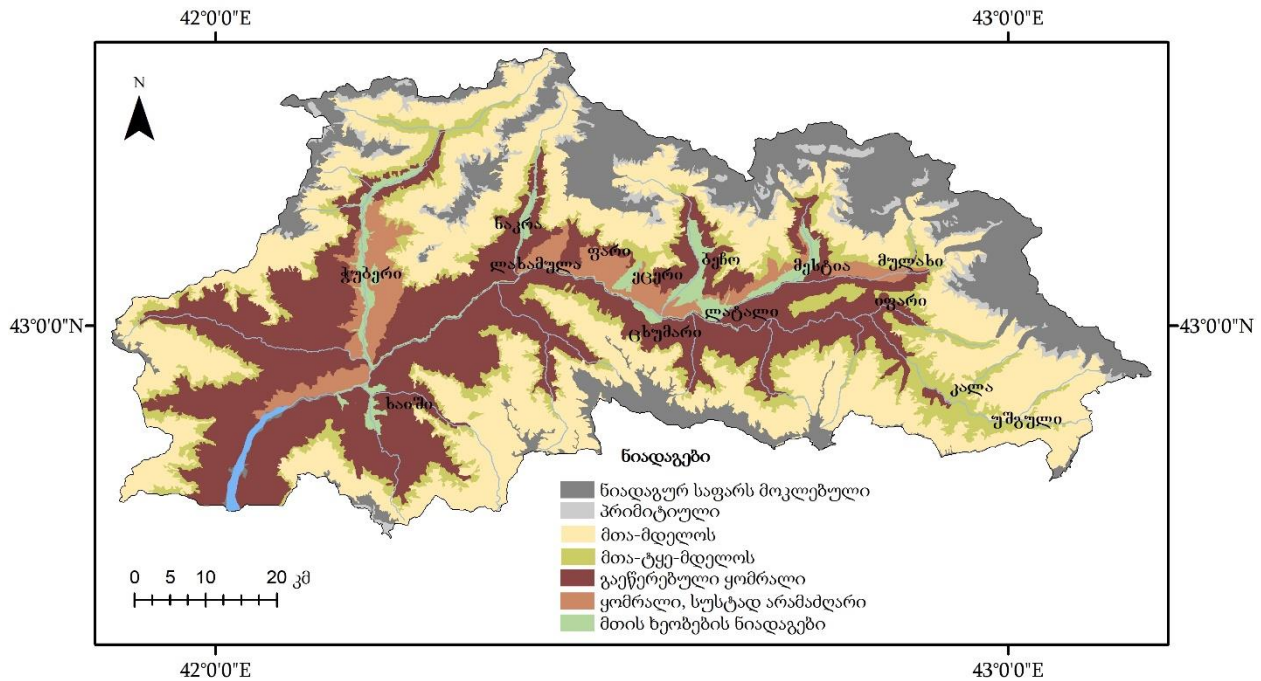 42°0'0"E
43°0'0"E
N
ნაკრა
ფარი
ლახამულა
ბეჩო
მულახი
ჭუბერი
ეცერი
მესტია
43°0'0"N
იფარი
43°0'0"N
ლატალი
ცხუმარი
კალა
ხაიში
უშგული
ნიადაგები
ნიადაგურ საფარს მოკლებული
პრიმიტიული
მთა-მდელოს
მთა-ტყე-მდელოს
გაეწერებული ყომრალი
ყომრალი, სუსტად არამაძღარი
მთის ხეობების ნიადაგები
0 5 10 20 კმ
42°0'0"E
43°0'0"E